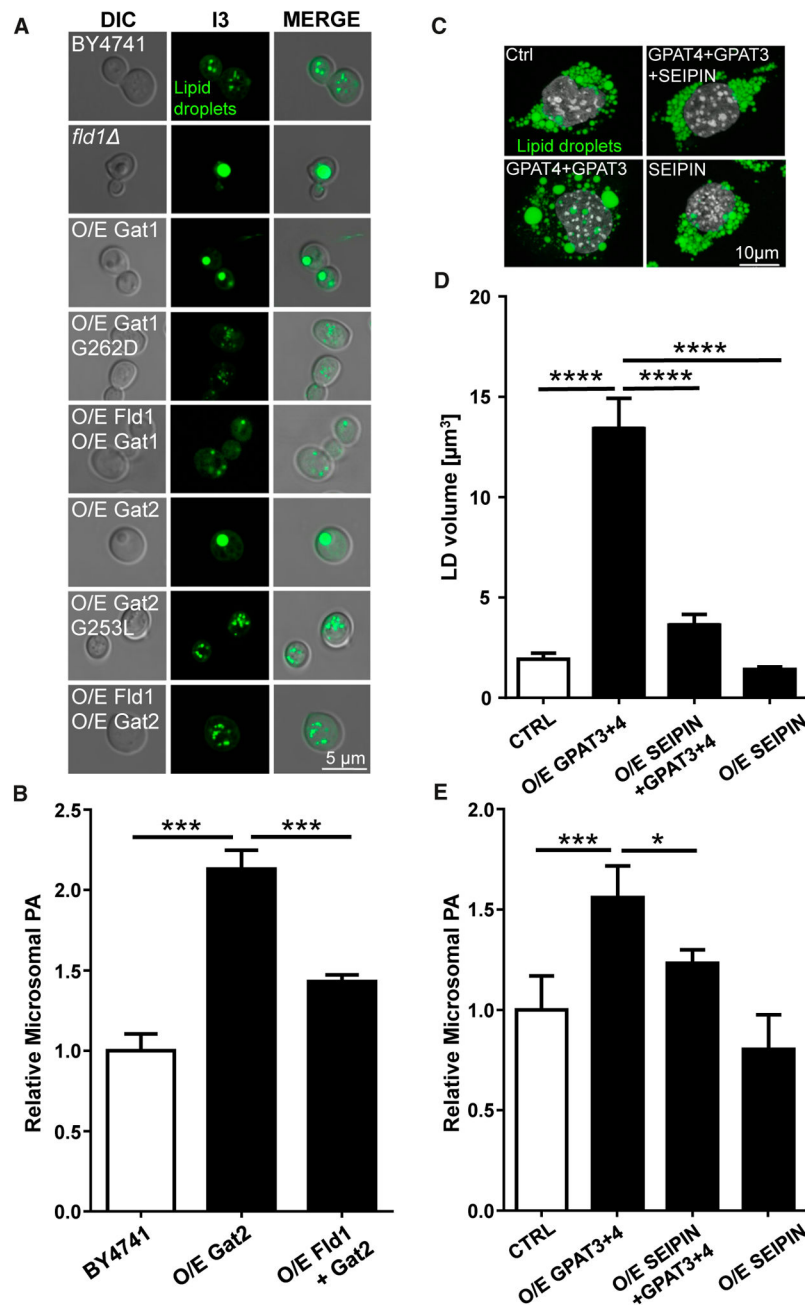 A
DIC I3 MERGE
BY4741
Lipid
droplets
fld1Δ
O/E Gat1
O/E Gat1
G262D
O/E Fld1
O/E Gat1
O/E Gat2
O/E Gat2
G253L
O/E Fld1
O/E Gat2
5 µm
B
Relative Microsomal PA
2.5
2.0
1.5
1.0
0.5
0.0
***
***
BY4741
O/E Gat2
O/E Fld1
+ Gat2
C
Ctrl
GPAT4+GPAT3
+SEIPIN
Lipid droplets
GPAT4+GPAT3
SEIPIN
10µm
D
LD volume [µm³]
20
15
10
5
0
****
****
****
CTRL
O/E GPAT3+4
O/E SEIPIN
+GPAT3+4
O/E SEIPIN
E
Relative Microsomal PA
2.0
1.5
1.0
0.5
0.0
***
*
CTRL
O/E GPAT3+4
O/E SEIPIN
+GPAT3+4
O/E SEIPIN